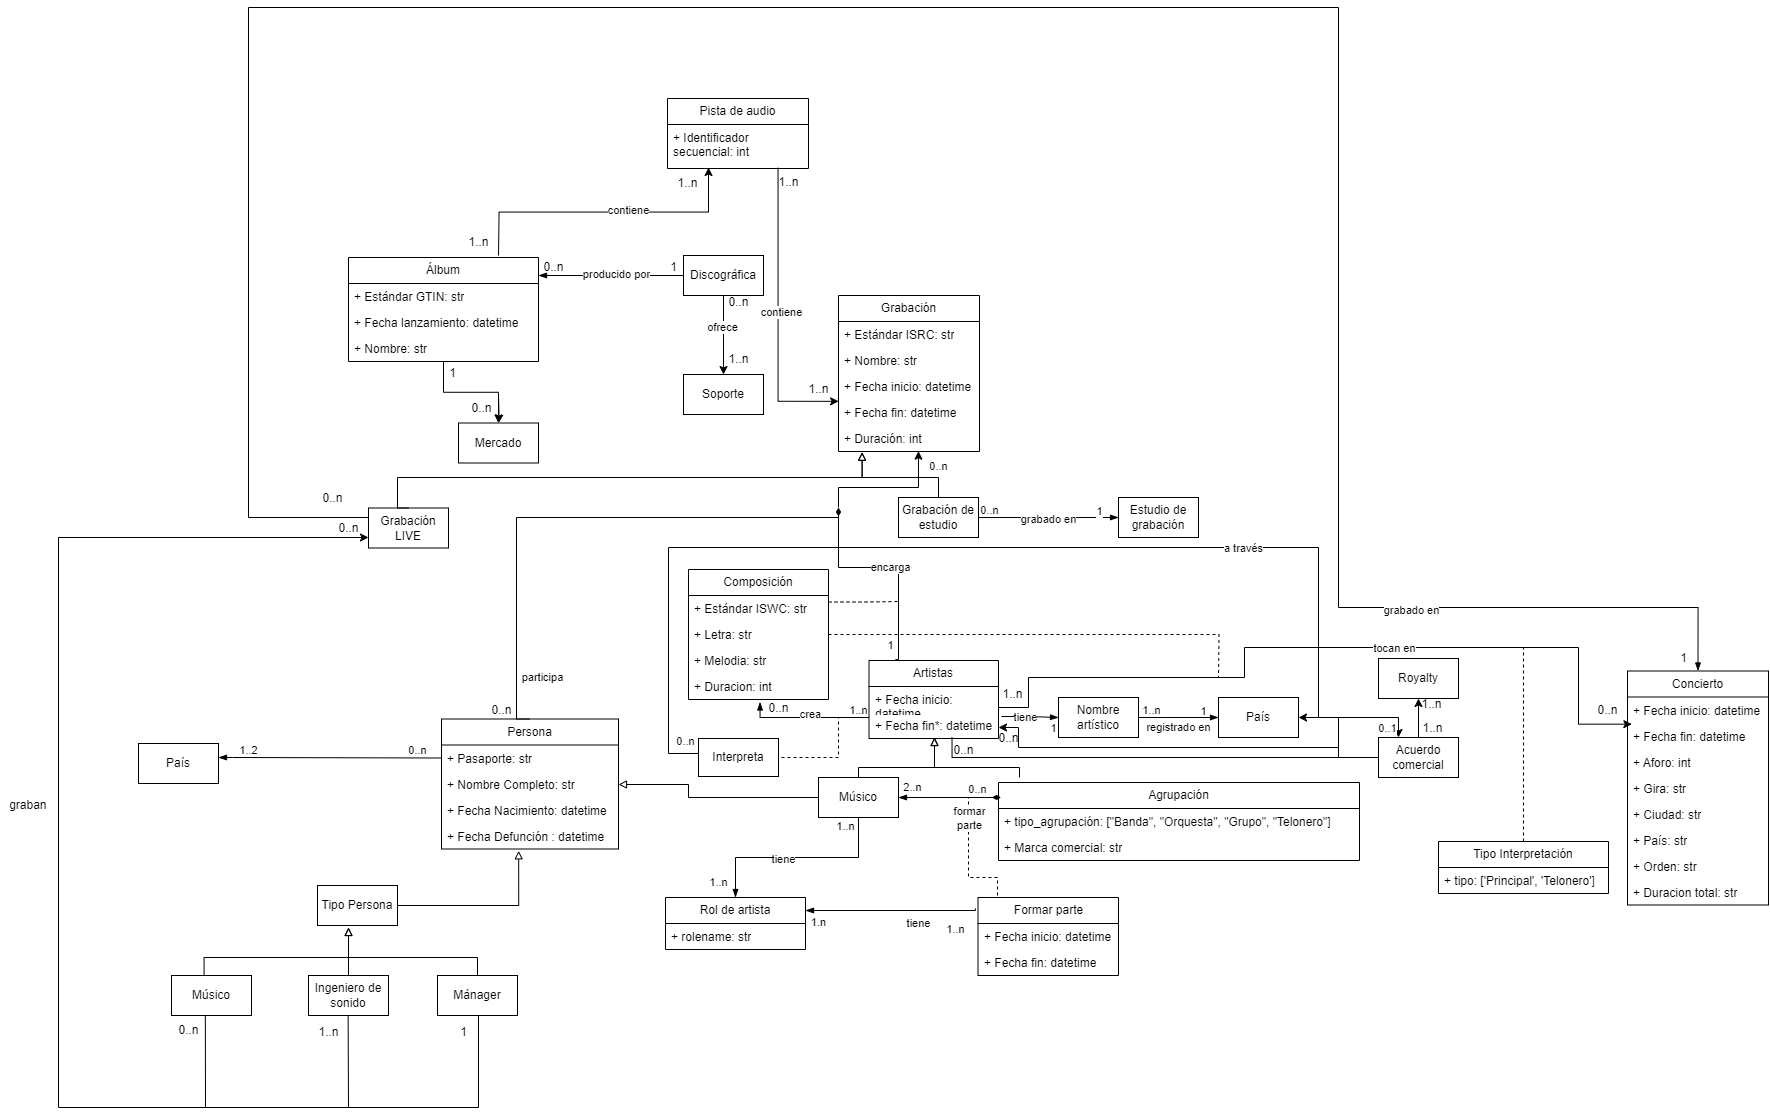 Pista de audio
+ Identificador
secuencial: int
1..n
1..n
contiene
1..n
Álbum
+ Estándar GTIN: str
+ Fecha lanzamiento: datetime
+ Nombre: str
0..n
producido por
1
Discográfica
0..n
ofrece
1..n
Soporte
contiene
1..n
1
0..n
Mercado
Grabación
+ Estándar ISRC: str
+ Nombre: str
+ Fecha inicio: datetime
+ Fecha fin: datetime
+ Duración: int
0..n
0..n
0..n
Grabación
LIVE
Grabación de
estudio
0..n
grabado en
1
Estudio de
grabación
a través
encarga
Composición
+ Estándar ISWC: str
+ Letra: str
+ Melodia: str
+ Duracion: int
grabado en
1
1
tocan en
Artistas
+ Fecha inicio:
datetime
+ Fecha fin*: datetime
1..n
0..n
crea
1..n
tiene
1
0..n
0..n
Nombre
artístico
1..n
registrado en
1
País
Royalty
1..n
0..1
1..n
Acuerdo
comercial
0..n
Concierto
+ Fecha inicio: datetime
+ Fecha fin: datetime
+ Aforo: int
+ Gira: str
+ Ciudad: str
+ País: str
+ Orden: str
+ Duracion total: str
participa
0..n
Persona
+ Pasaporte: str
+ Nombre Completo: str
+ Fecha Nacimiento: datetime
+ Fecha Defunción : datetime
País
1..2
0..n
0..n
Interpreta
Músico
2..n
0..n
formar
parte
Agrupación
+ tipo_agrupación: ["Banda", "Orquesta", "Grupo", "Telonero"]
+ Marca comercial: str
Tipo Interpretación
+ tipo: ['Principal', 'Telonero']
graban
1..n
tiene
1..n
Rol de artista
+ rolename: str
1.n
tiene
1..n
Formar parte
+ Fecha inicio: datetime
+ Fecha fin: datetime
Tipo Persona
Músico
Ingeniero de
sonido
Mánager
0..n
1..n
1